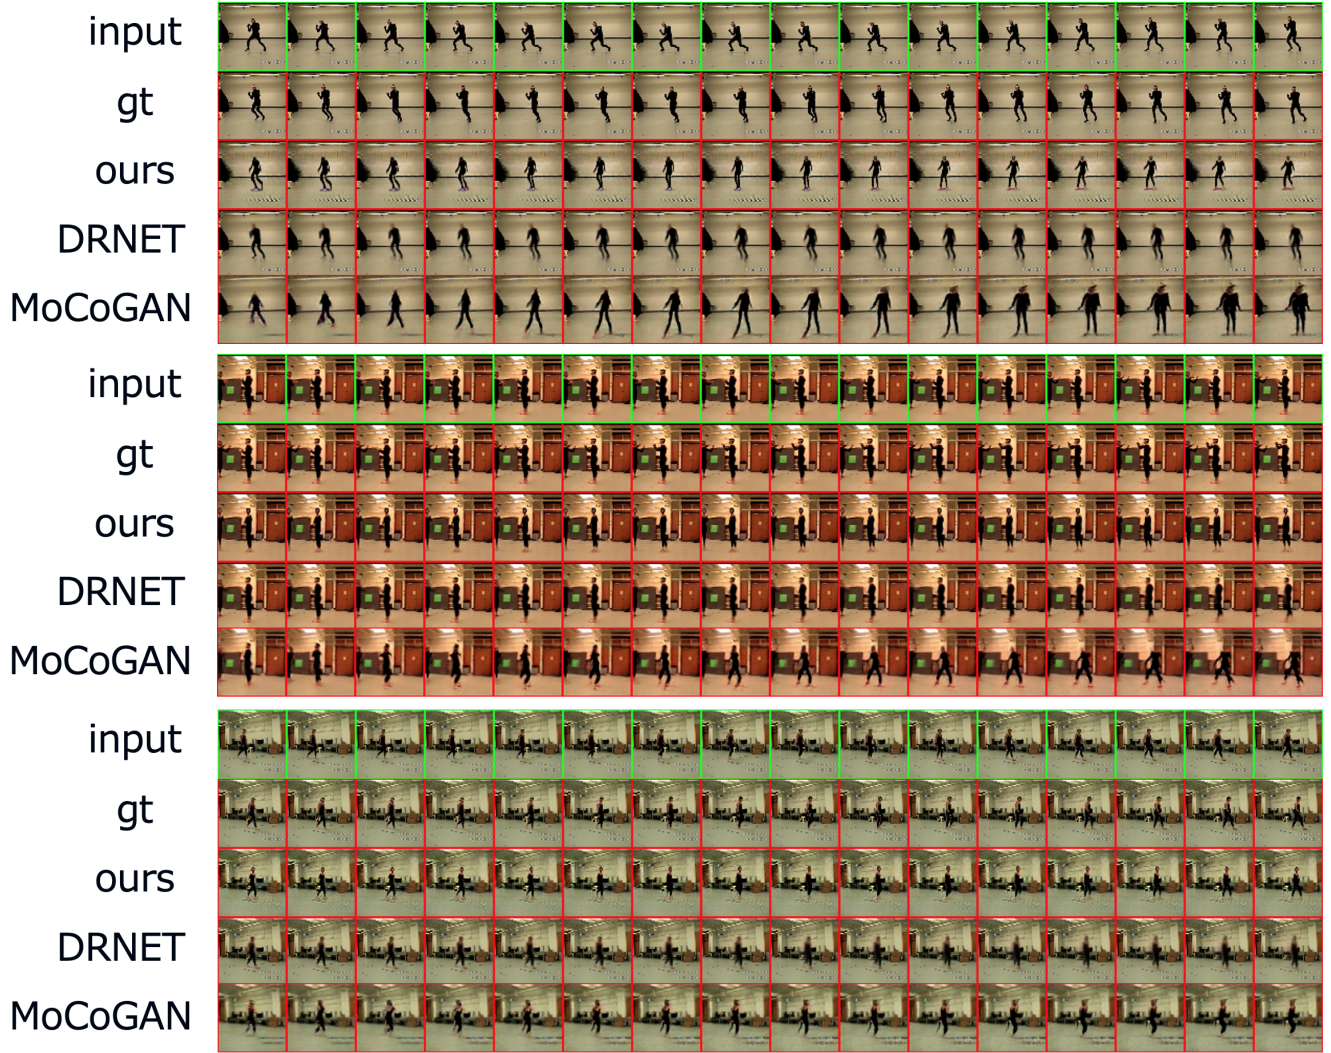 input
gt
ours
DRNET
MoCoGAN
input
gt
ours
DRNET
MoCoGAN
input
gt
ours
DRNET
MoCoGAN